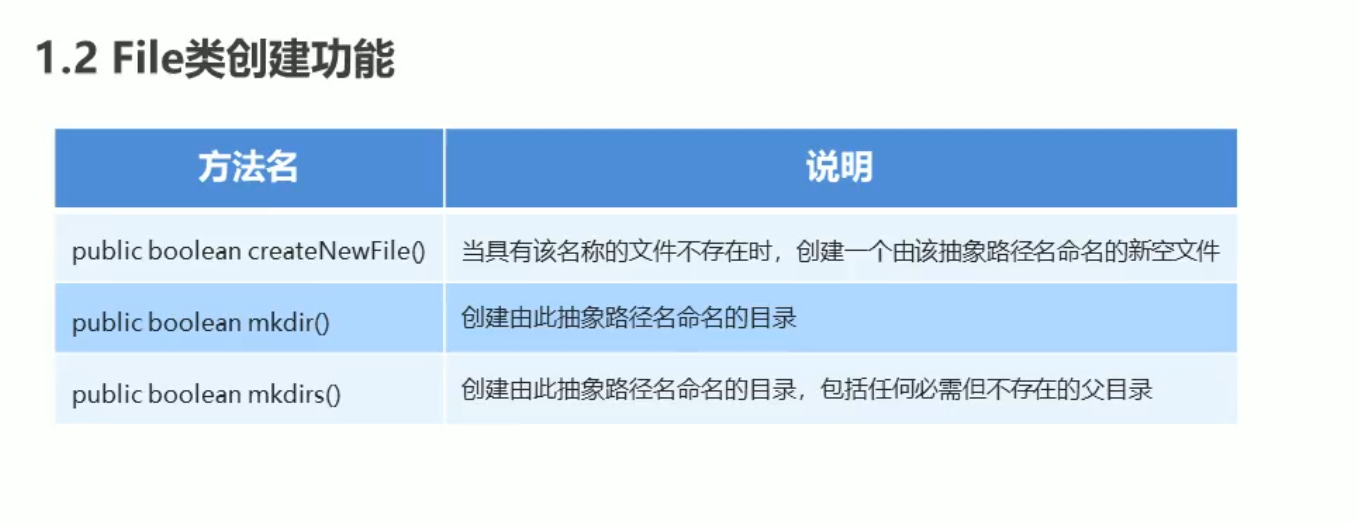 1.2 File类创建功能
方法名 说明
public boolean createNewFile() 当具有该名称的文件不存在时，创建一个由该抽象路径名命名的新空文件
public boolean mkdir() 创建由此抽象路径名命名的目录
public boolean mkdirs() 创建由此抽象路径名命名的目录，包括任何必需但不存在的父目录